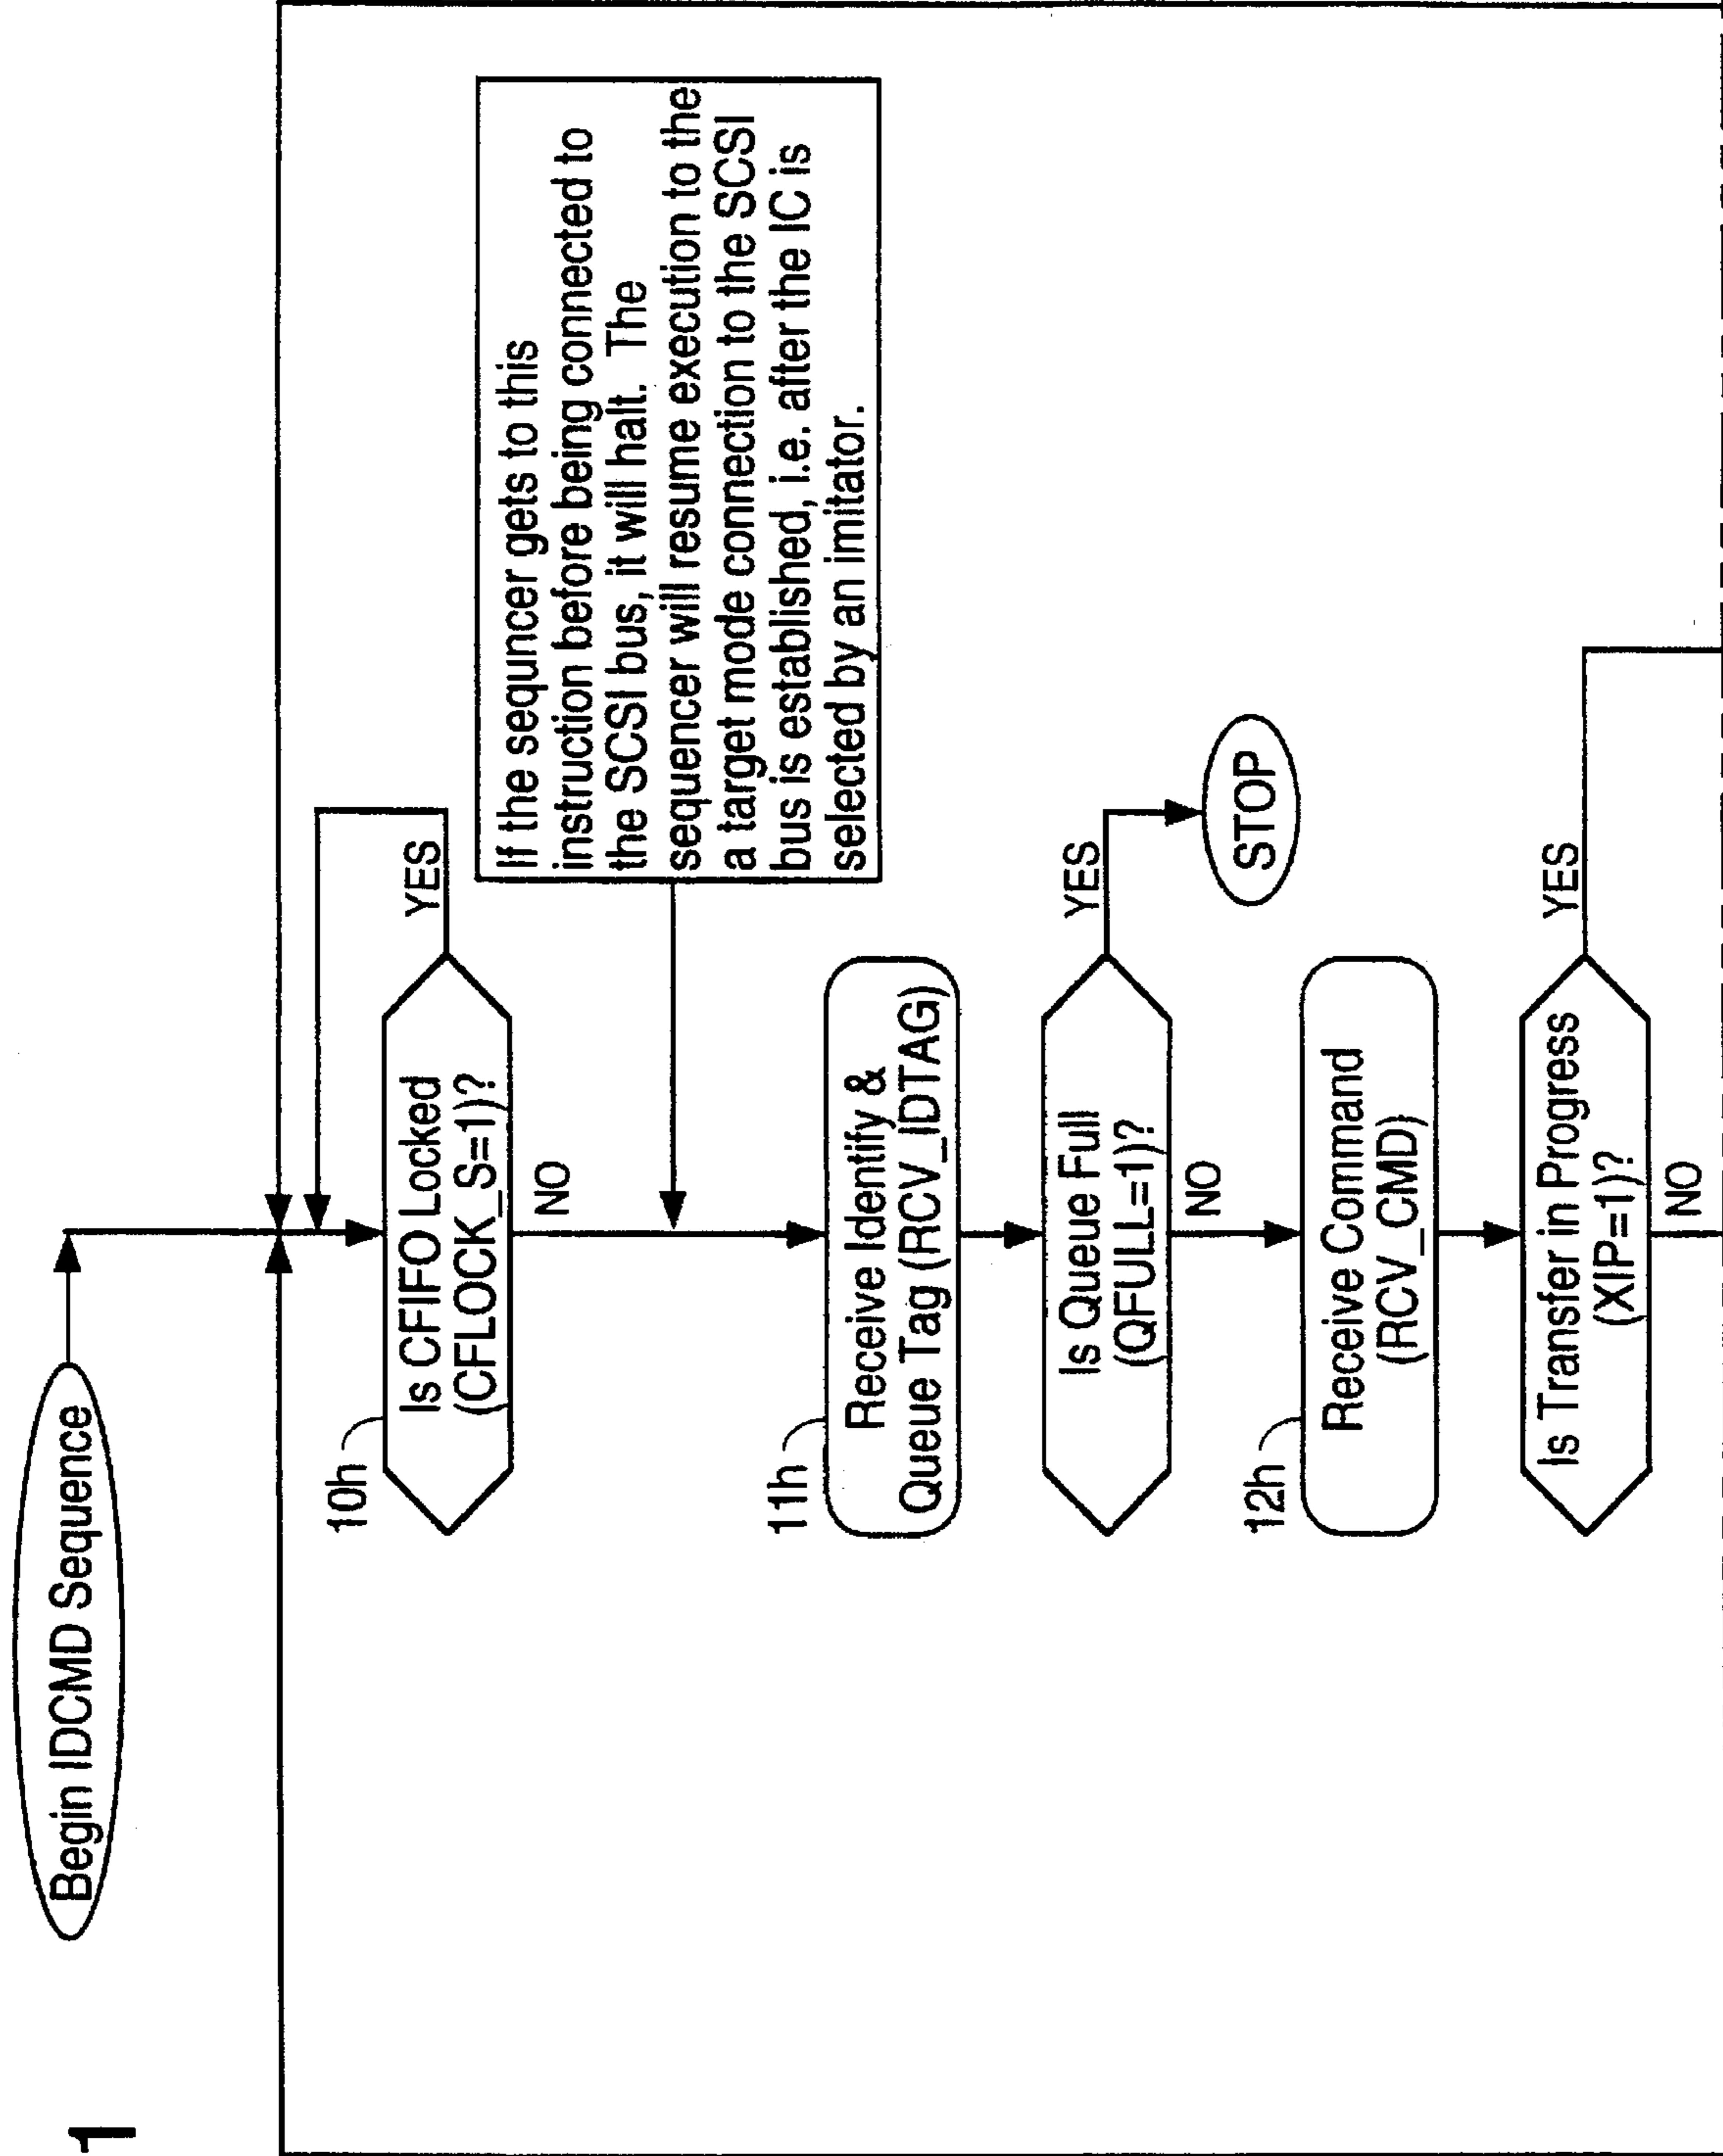 1
Begin IDCMD Sequence
10h
Is CFIFO Locked
(CFLOCK_S=1)?
YES
NO
If the sequncer gets to this
instruction before being connected to
the SCSI bus, it will halt. The
sequencer will resume execution to the
a target mode connection to the SCSI
bus is established, i.e. after the IC is
selected by an imitator.
11h
Receive Identify &
Queue Tag (RCV_IDTAG)
Is Queue Full
(QFULL=1)?
YES
STOP
NO
12h
Receive Command
(RCV_CMD)
Is Transfer in Progress
(XIP=1)?
YES
NO